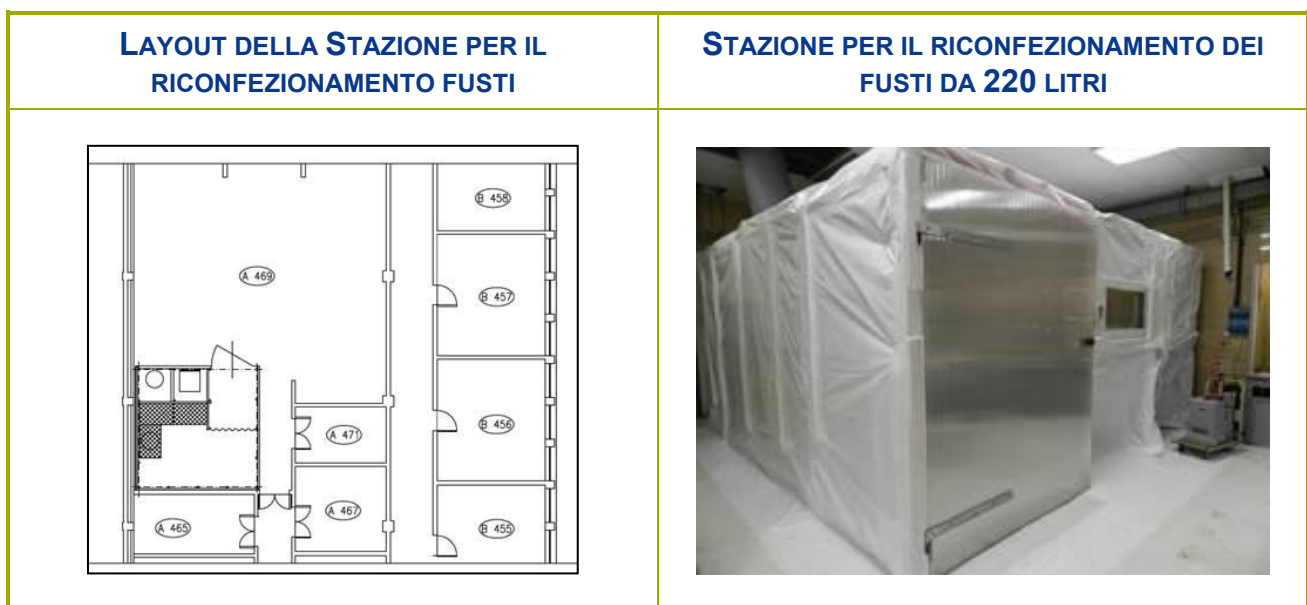 LAYOUT DELLA STAZIONE PER IL
RICONFEZIONAMENTO FUSTI
STAZIONE PER IL RICONFEZIONAMENTO DEI
FUSTI DA 220 LITRI
B 458
A 469
B 457
B 456
A 471
A 467
A 465
B 455